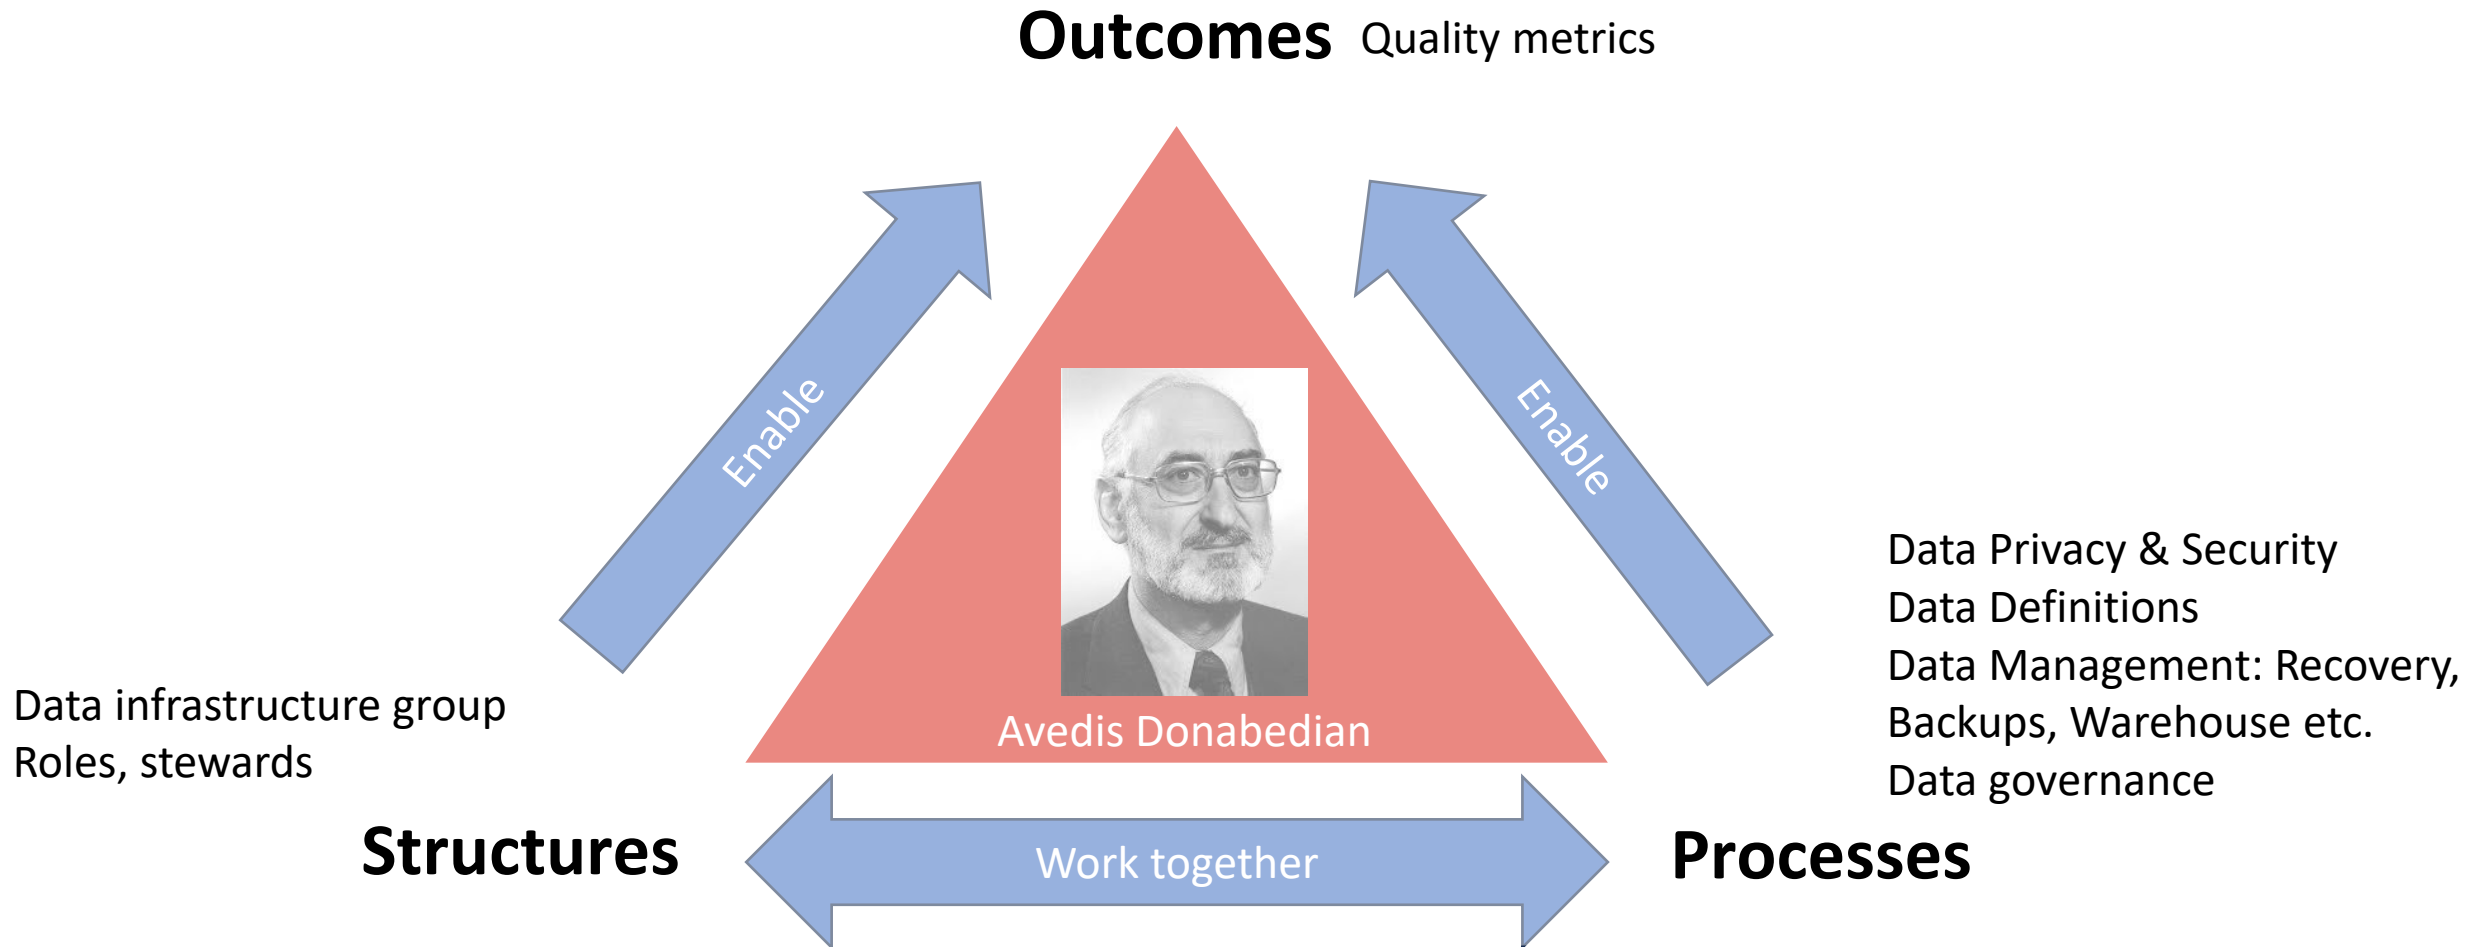 Outcomes Quality metrics
Enable
Enable
Data infrastructure group
Roles, stewards
Avedis Donabedian
Data Privacy & Security
Data Definitions
Data Management: Recovery,
Backups, Warehouse etc.
Data governance
Structures
Work together
Processes